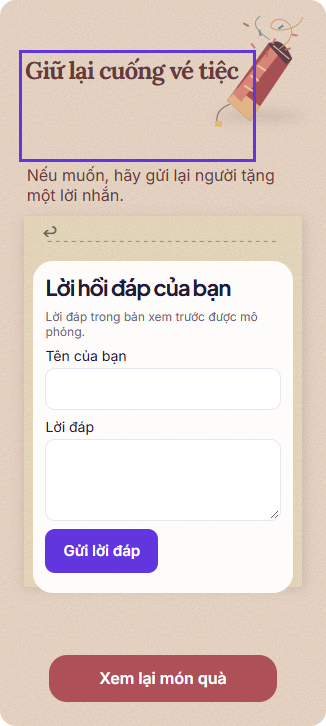 Giữ lại cuống vé tiệc
Nếu muốn, hãy gửi lại người tặng
một lời nhắn.
Lời hồi đáp của bạn
Lời đáp trong bản xem trước được mô
phỏng.
Tên của bạn
Lời đáp
Gửi lời đáp
Xem lại món quà